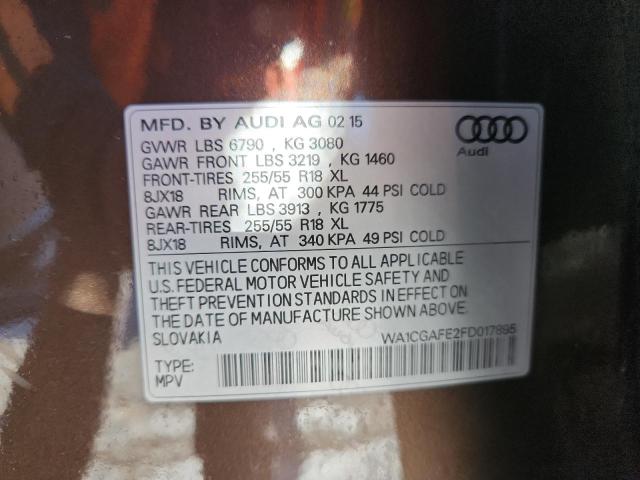 MFD. BY AUDI AG 02 15
GVWR LBS 6790 , KG 3080
GAWR FRONT LBS 3219 , KG 1460
FRONT-TIRES 255/55 R18 XL
8JX18 RIMS, AT 300 KPA 44 PSI COLD
GAWR REAR LBS 3913 , KG 1775
REAR-TIRES 255/55 R18 XL
8JX18 RIMS, AT 340 KPA 49 PSI COLD
Audi
THIS VEHICLE CONFORMS TO ALL APPLICABLE
U.S. FEDERAL MOTOR VEHICLE SAFETY AND
THEFT PREVENTION STANDARDS IN EFFECT ON
THE DATE OF MANUFACTURE SHOWN ABOVE.
SLOVAKIA WA1CGAFE2FD017895
TYPE:
MPV